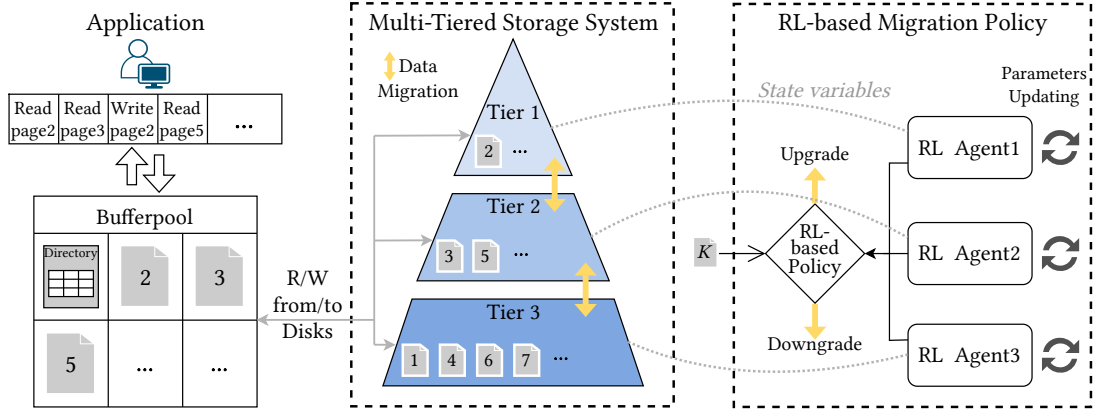 Application
Read page2
Read page3
Write page2
Read page5
...
Bufferpool
Directory
2
3
5
...
...
R/W
from/to
Disks
Multi-Tiered Storage System
Data
Migration
Tier 1
2 ...
Tier 2
3 5 ...
Tier 3
1 4 6 7 ...
RL-based Migration Policy
State variables
Parameters
Updating
RL Agent1
Upgrade
K
RL-
based
Policy
RL Agent2
Downgrade
RL Agent3